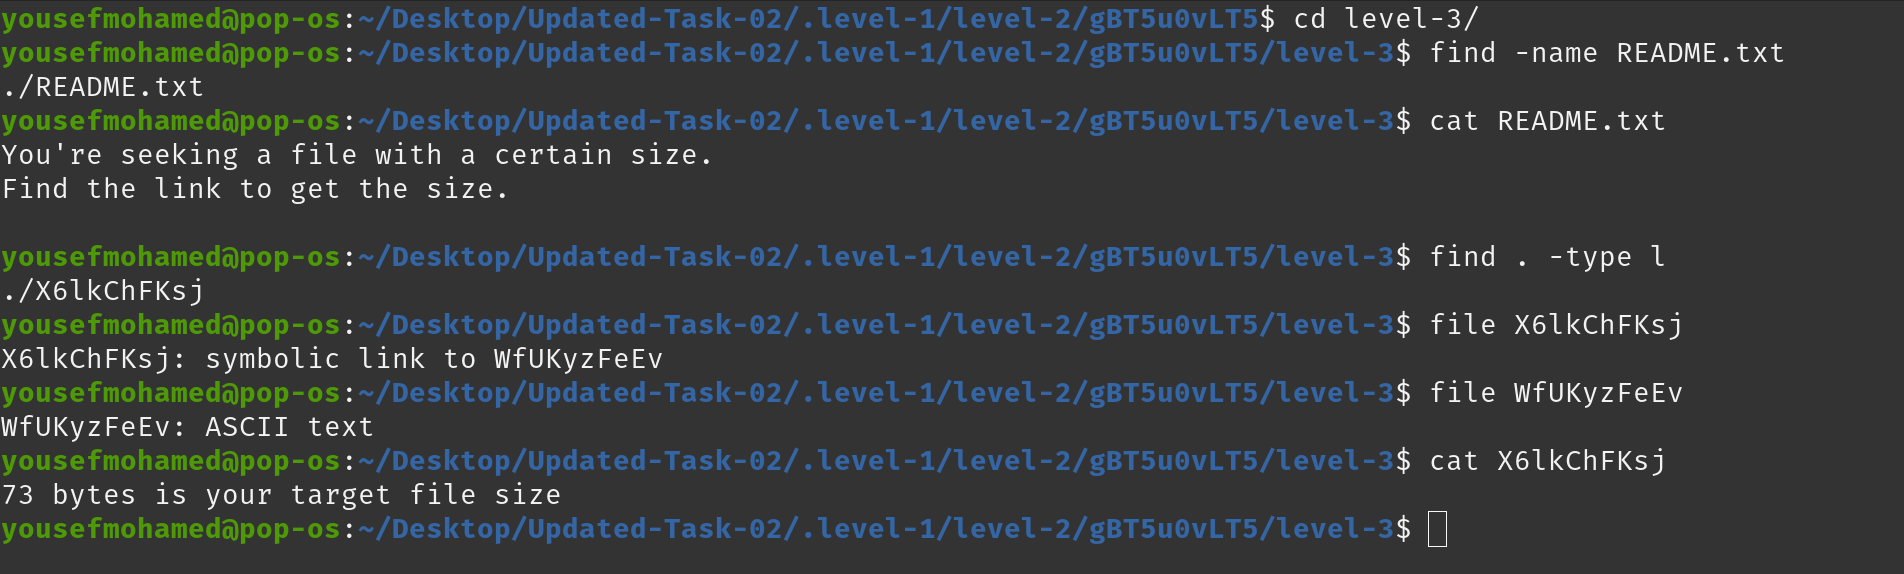 yousefmohamed@pop-os:~/Desktop/Updated-Task-02/.level-1/level-2/gBT5u0vLT5$ cd level-3/
yousefmohamed@pop-os:~/Desktop/Updated-Task-02/.level-1/level-2/gBT5u0vLT5/level-3$ find -name README.txt
./README.txt
yousefmohamed@pop-os:~/Desktop/Updated-Task-02/.level-1/level-2/gBT5u0vLT5/level-3$ cat README.txt
You're seeking a file with a certain size.
Find the link to get the size.
yousefmohamed@pop-os:~/Desktop/Updated-Task-02/.level-1/level-2/gBT5u0vLT5/level-3$ find . -type l
./X6lkChFKsj
yousefmohamed@pop-os:~/Desktop/Updated-Task-02/.level-1/level-2/gBT5u0vLT5/level-3$ file X6lkChFKsj
X6lkChFKsj: symbolic link to WfUKyzFeEv
yousefmohamed@pop-os:~/Desktop/Updated-Task-02/.level-1/level-2/gBT5u0vLT5/level-3$ file WfUKyzFeEv
WfUKyzFeEv: ASCII text
yousefmohamed@pop-os:~/Desktop/Updated-Task-02/.level-1/level-2/gBT5u0vLT5/level-3$ cat X6lkChFKsj
73 bytes is your target file size
yousefmohamed@pop-os:~/Desktop/Updated-Task-02/.level-1/level-2/gBT5u0vLT5/level-3$